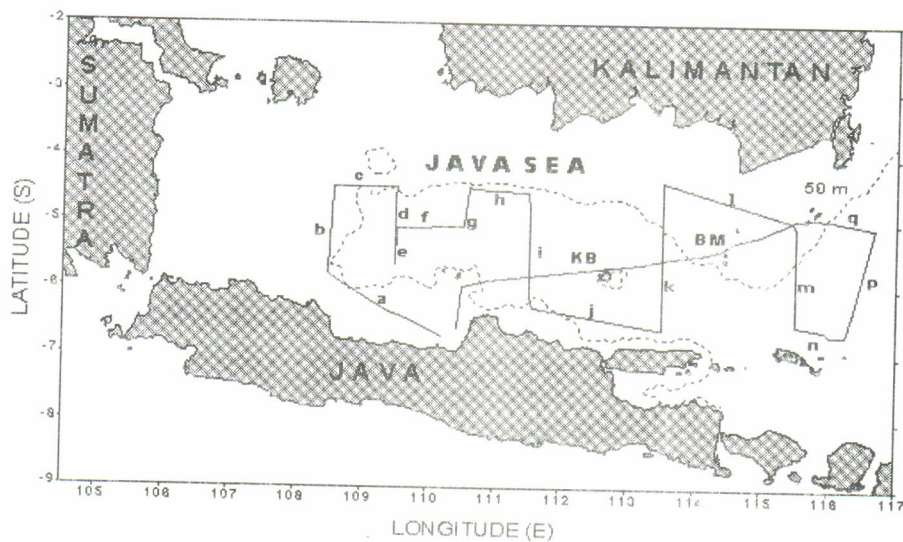 -2
-3
-4
-5
-6
-7
-8
-9
LATITUDE (S)
SUMATRA
KALIMANTAN
JAVA SEA
50 m
c
b
d
f
g
h
e
a
i
KB
j
BM
k
l
q
m
p
n
JAVA
105 106 107 108 109 110 111 112 113 114 115 116 117
LONGITUDE (E)